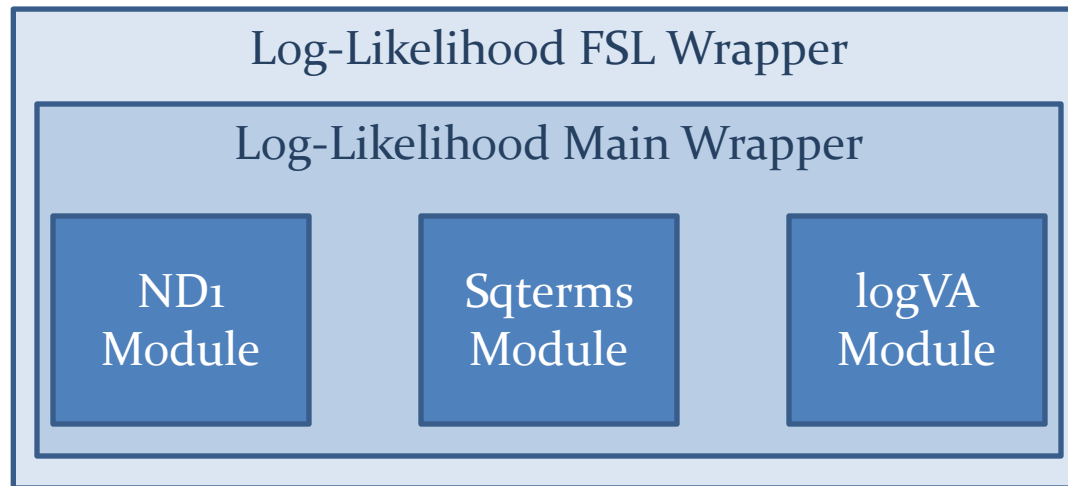 Log-Likelihood FSL Wrapper
Log-Likelihood Main Wrapper
ND1
Module
Sqterms
Module
logVA
Module